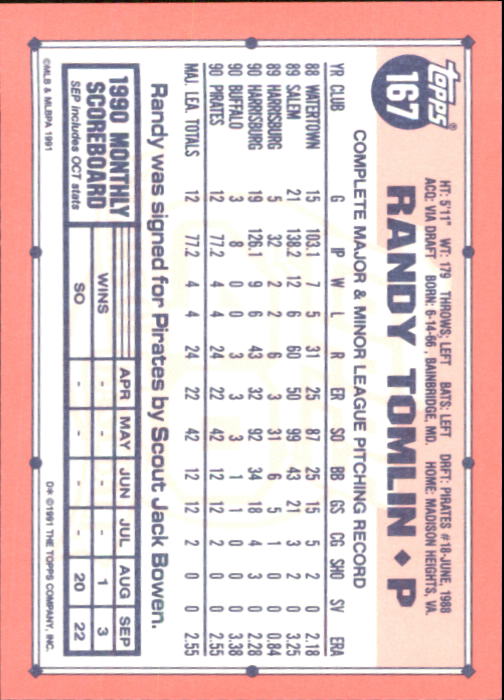 topps®
167
HT: 5'11" WT: 179 THROWS: LEFT BATS: LEFT DRFT: PIRATES #18-JUNE, 1988
ACQ: VIA DRAFT BORN: 6-14-66, BAINBRIDGE, MD. HOME: MADISON HEIGHTS, VA.
RANDY TOMLIN ♦ P
COMPLETE MAJOR & MINOR LEAGUE PITCHING RECORD
YR CLUB G IP W L R ER SO BB GS CG SHO SV ERA
88 WATERTOWN 15 103.1 7 5 31 25 87 25 15 5 2 0 2.18
89 SALEM 21 138.2 12 6 60 50 99 43 21 3 2 0 3.25
89 HARRISBURG 5 32 2 2 6 3 31 6 5 1 0 0 0.84
90 HARRISBURG 19 126.1 9 6 43 32 92 34 18 4 3 0 2.28
90 BUFFALO 3 8 0 0 3 3 3 1 1 0 0 0 3.38
90 PIRATES 12 77.2 4 4 24 22 42 12 12 2 0 0 2.55
MAJ. LEA. TOTALS 12 77.2 4 4 24 22 42 12 12 2 0 0 2.55
Randy was signed for Pirates by Scout Jack Bowen.
1990 MONTHLY
SCOREBOARD
SEP includes OCT stats
APR MAY JUN JUL AUG SEP
WINS - - - - 1 3
SO - - - - 20 22
©MLB & MLBPA 1991
D* ©1991 THE TOPPS COMPANY, INC.